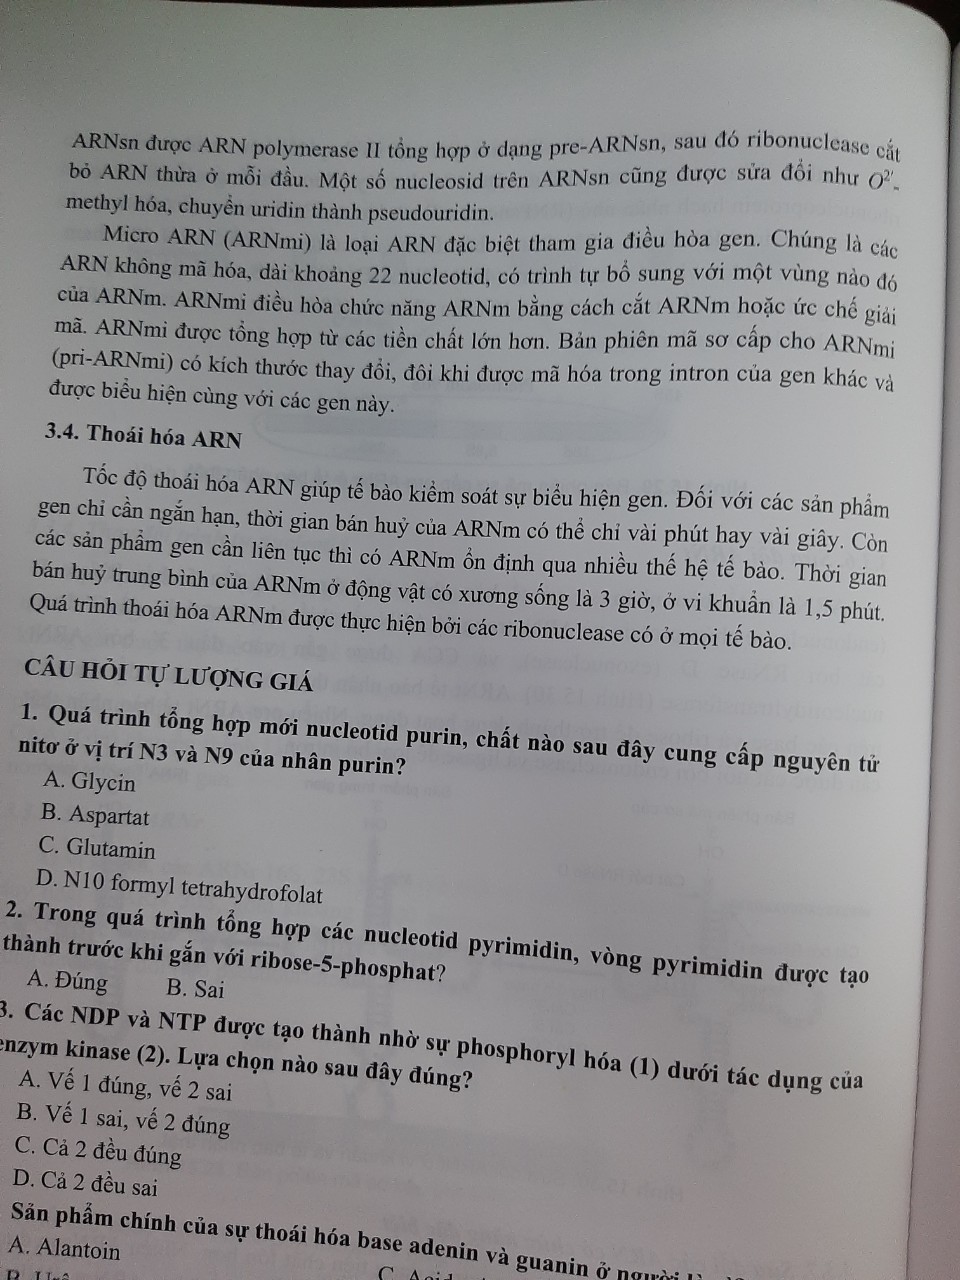 ARNsn được ARN polymerase II tổng hợp ở dạng pre-ARNsn, sau đó ribonuclease cắt
bỏ ARN thừa ở mỗi đầu. Một số nucleosid trên ARNsn cũng được sửa đổi như O²'-
methyl hóa, chuyển uridin thành pseudouridin.
Micro ARN (ARNmi) là loại ARN đặc biệt tham gia điều hòa gen. Chúng là các
ARN không mã hóa, dài khoảng 22 nucleotid, có trình tự bổ sung với một vùng nào đó
của ARNm. ARNmi điều hòa chức năng ARNm bằng cách cắt ARNm hoặc ức chế giải
mã. ARNmi được tổng hợp từ các tiền chất lớn hơn. Bản phiên mã sơ cấp cho ARNmi
(pri-ARNmi) có kích thước thay đổi, đôi khi được mã hóa trong intron của gen khác và
được biểu hiện cùng với các gen này.
3.4. Thoái hóa ARN
Tốc độ thoái hóa ARN giúp tế bào kiểm soát sự biểu hiện gen. Đối với các sản phẩm
gen chỉ cần ngắn hạn, thời gian bán huỷ của ARNm có thể chỉ vài phút hay vài giây. Còn
các sản phẩm gen cần liên tục thì có ARNm ổn định qua nhiều thế hệ tế bào. Thời gian
bán huỷ trung bình của ARNm ở động vật có xương sống là 3 giờ, ở vi khuẩn là 1,5 phút.
Quá trình thoái hóa ARNm được thực hiện bởi các ribonuclease có ở mọi tế bào.
CÂU HỎI TỰ LƯỢNG GIÁ
1. Quá trình tổng hợp mới nucleotid purin, chất nào sau đây cung cấp nguyên tử
nitơ ở vị trí N3 và N9 của nhân purin?
A. Glycin
B. Aspartat
C. Glutamin
D. N10 formyl tetrahydrofolat
2. Trong quá trình tổng hợp các nucleotid pyrimidin, vòng pyrimidin được tạo
thành trước khi gắn với ribose-5-phosphat?
A. Đúng B. Sai
3. Các NDP và NTP được tạo thành nhờ sự phosphoryl hóa (1) dưới tác dụng của
enzym kinase (2). Lựa chọn nào sau đây đúng?
A. Vế 1 đúng, vế 2 sai
B. Vế 1 sai, vế 2 đúng
C. Cả 2 đều đúng
D. Cả 2 đều sai
Sản phẩm chính của sự thoái hóa base adenin và guanin ở người
A. Alantoin
C.